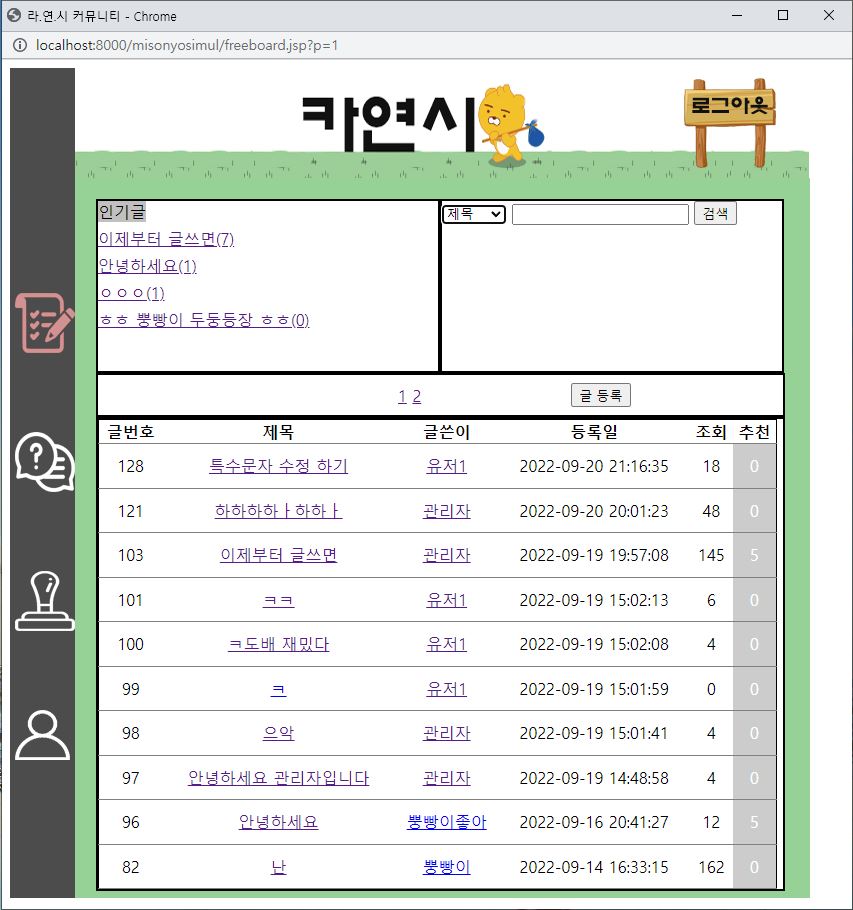 라.연.시 커뮤니티 - Chrome
localhost:8000/misonyosimul/freeboard.jsp?p=1
카연시
로그아웃
인기글
이제부터 글쓰면(7)
안녕하세요(1)
ㅇㅇㅇ(1)
ㅎㅎ 뿡빵이 두둥등장 ㅎㅎ(0)
제목 검색
1 2 글 등록
글번호 제목 글쓴이 등록일 조회 추천
128 특수문자 수정 하기 유저1 2022-09-20 21:16:35 18 0
121 하하하하ㅏ하하ㅏ 관리자 2022-09-20 20:01:23 48 0
103 이제부터 글쓰면 관리자 2022-09-19 19:57:08 145 5
101 ㅋㅋ 유저1 2022-09-19 15:02:13 6 0
100 ㅋ도배 재밌다 유저1 2022-09-19 15:02:08 4 0
99 ㅋ 유저1 2022-09-19 15:01:59 0 0
98 으악 관리자 2022-09-19 15:01:41 4 0
97 안녕하세요 관리자입니다 관리자 2022-09-19 14:48:58 4 0
96 안녕하세요 뿡빵이좋아 2022-09-16 20:41:27 12 5
82 난 뿡빵이 2022-09-14 16:33:15 162 0